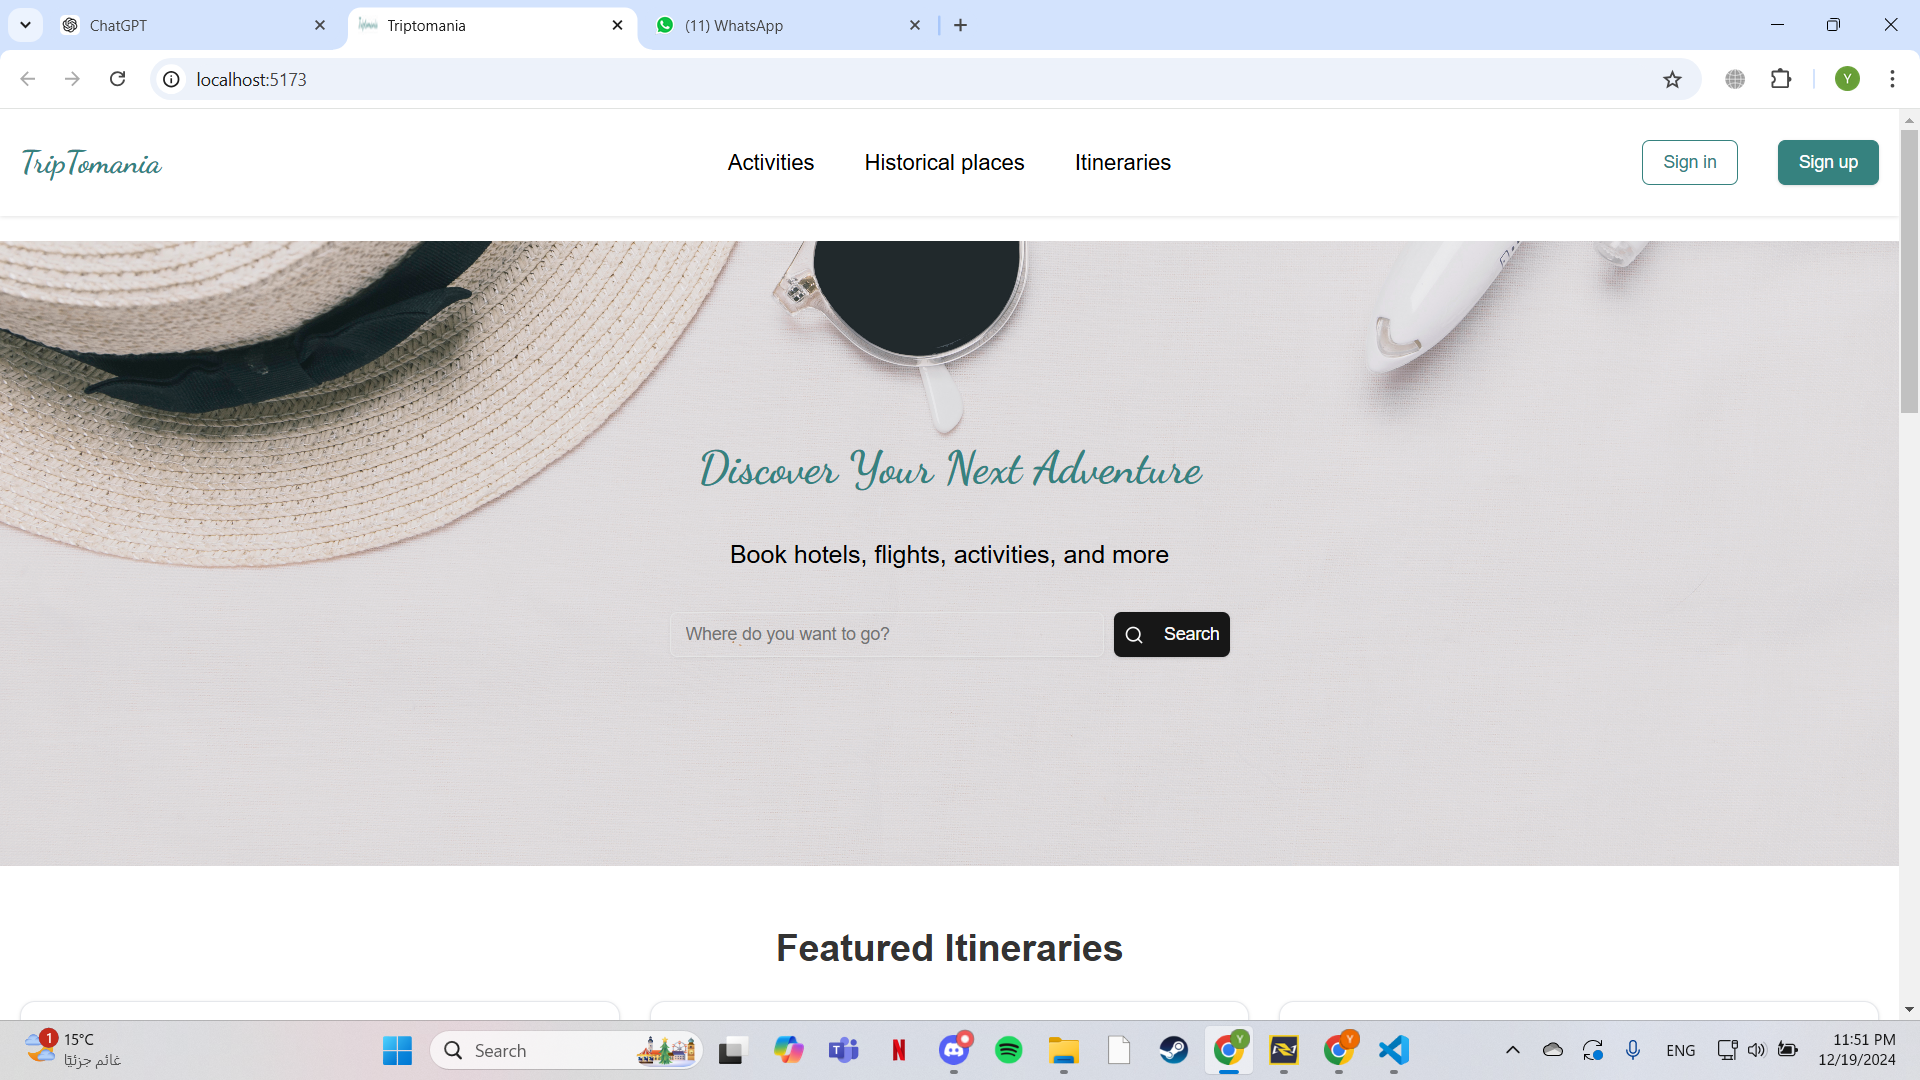 ChatGPT
Triptomania
(11) WhatsApp
localhost:5173
Y
TripTomania
Activities
Historical places
Itineraries
Sign in
Sign up
Discover Your Next Adventure
Book hotels, flights, activities, and more
Where do you want to go?
Search
Featured Itineraries
1
15°C
غائم جزئيًا
Search
T
N
Y
N1
Y
ENG
11:51 PM
12/19/2024